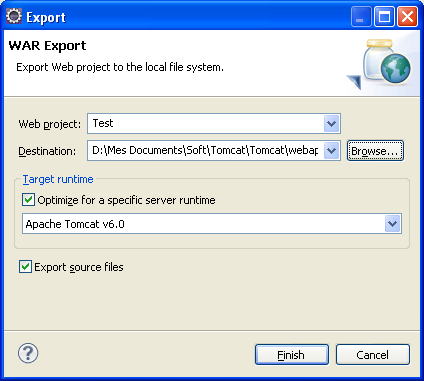 Export
WAR Export
Export Web project to the local file system.
Web project: Test
Destination: D:\Mes Documents\Soft\Tomcat\Tomcat\webap Browse...
Target runtime
Optimize for a specific server runtime
Apache Tomcat v6.0
Export source files
? Finish Cancel